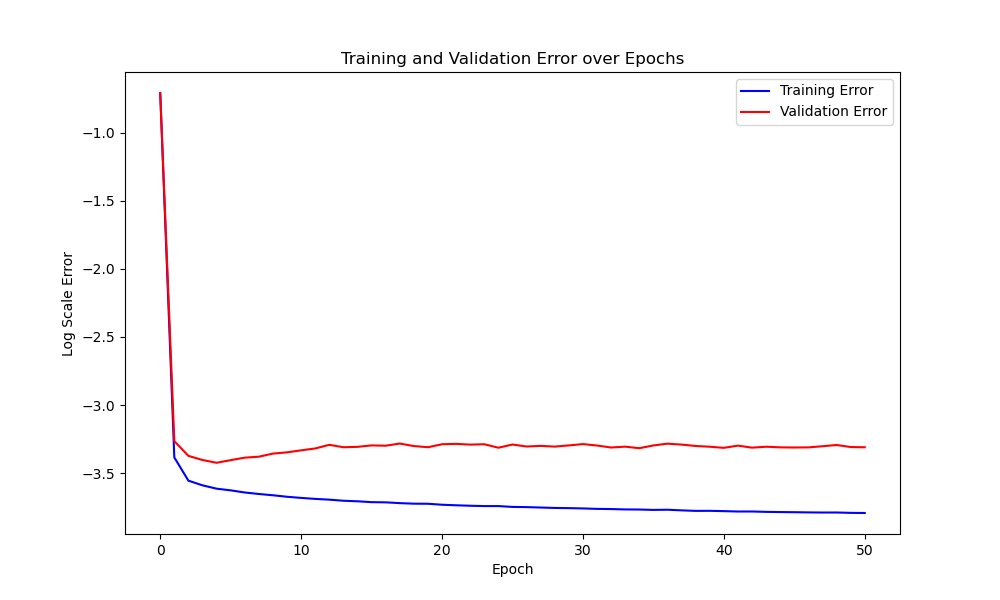 Training and Validation Error over Epochs
Training Error
Validation Error
Log Scale Error
−1.0
−1.5
−2.0
−2.5
−3.0
−3.5
0 10 20 30 40 50
Epoch